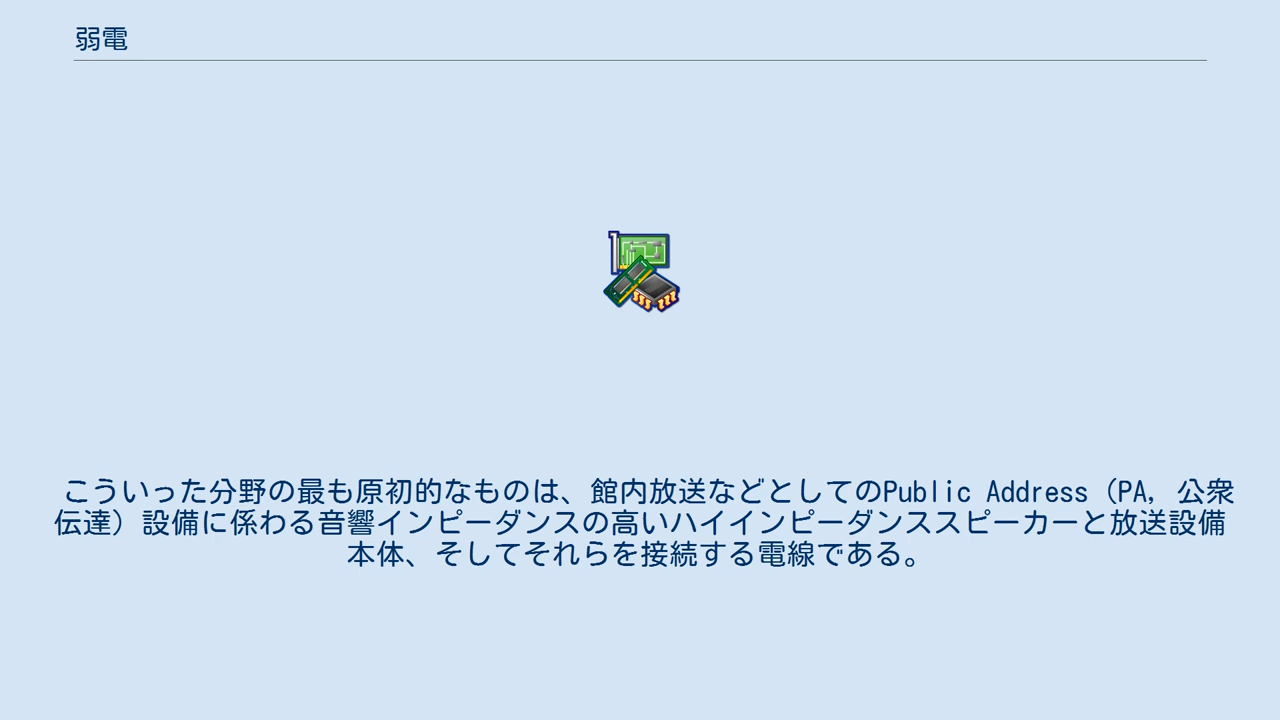 弱電
こういった分野の最も原初的なものは、館内放送などとしてのPublic Address（PA, 公衆
伝達）設備に係わる音響インピーダンスの高いハイインピーダンススピーカーと放送設備
本体、そしてそれらを接続する電線である。